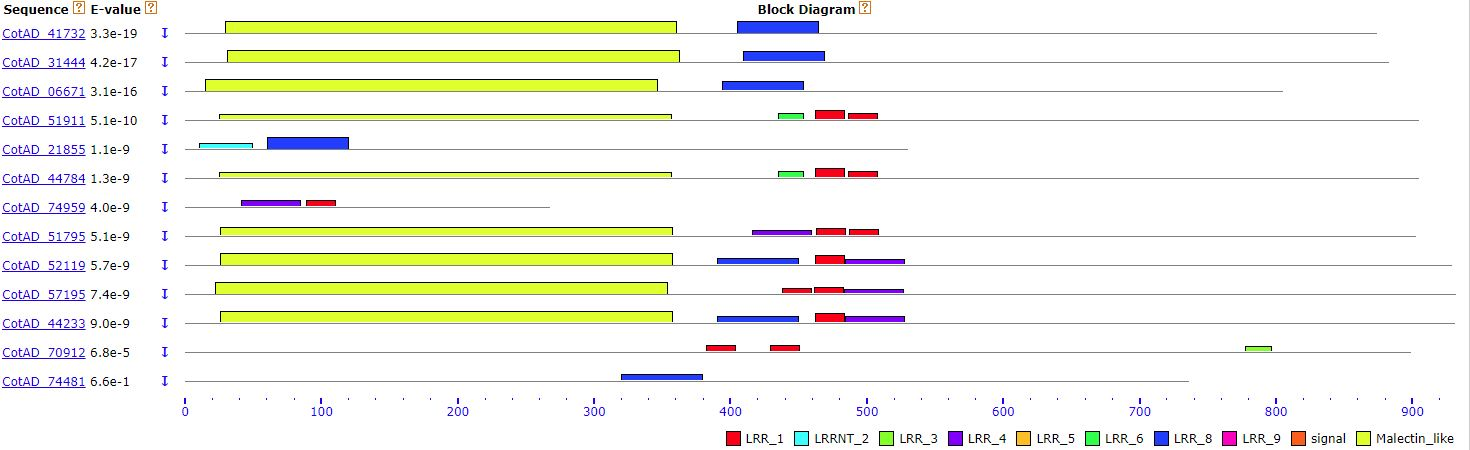 Sequence ? E-value ? Block Diagram ?
CotAD_41732 3.3e-19 ↧
CotAD_31444 4.2e-17 ↧
CotAD_06671 3.1e-16 ↧
CotAD_51911 5.1e-10 ↧
CotAD_21855 1.1e-9 ↧
CotAD_44784 1.3e-9 ↧
CotAD_74959 4.0e-9 ↧
CotAD_51795 5.1e-9 ↧
CotAD_52119 5.7e-9 ↧
CotAD_57195 7.4e-9 ↧
CotAD_44233 9.0e-9 ↧
CotAD_70912 6.8e-5 ↧
CotAD_74481 6.6e-1 ↧
0 100 200 300 400 500 600 700 800 900
LRR_1 LRRNT_2 LRR_3 LRR_4 LRR_5 LRR_6 LRR_8 LRR_9 signal Malectin_like